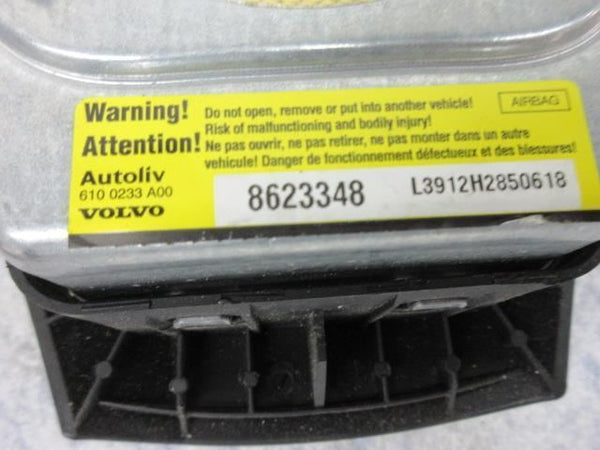 Warning! Do not open, remove or put into another vehicle!
Risk of malfunctioning and bodily injury!
AIRBAG
Attention! Ne pas ouvrir, ne pas retirer, ne pas monter dans un autre
vehicule! Danger de fonctionnement défectueux et des blessures!
Autoliv
610 0233 A00
VOLVO
8623348
L3912H2850618